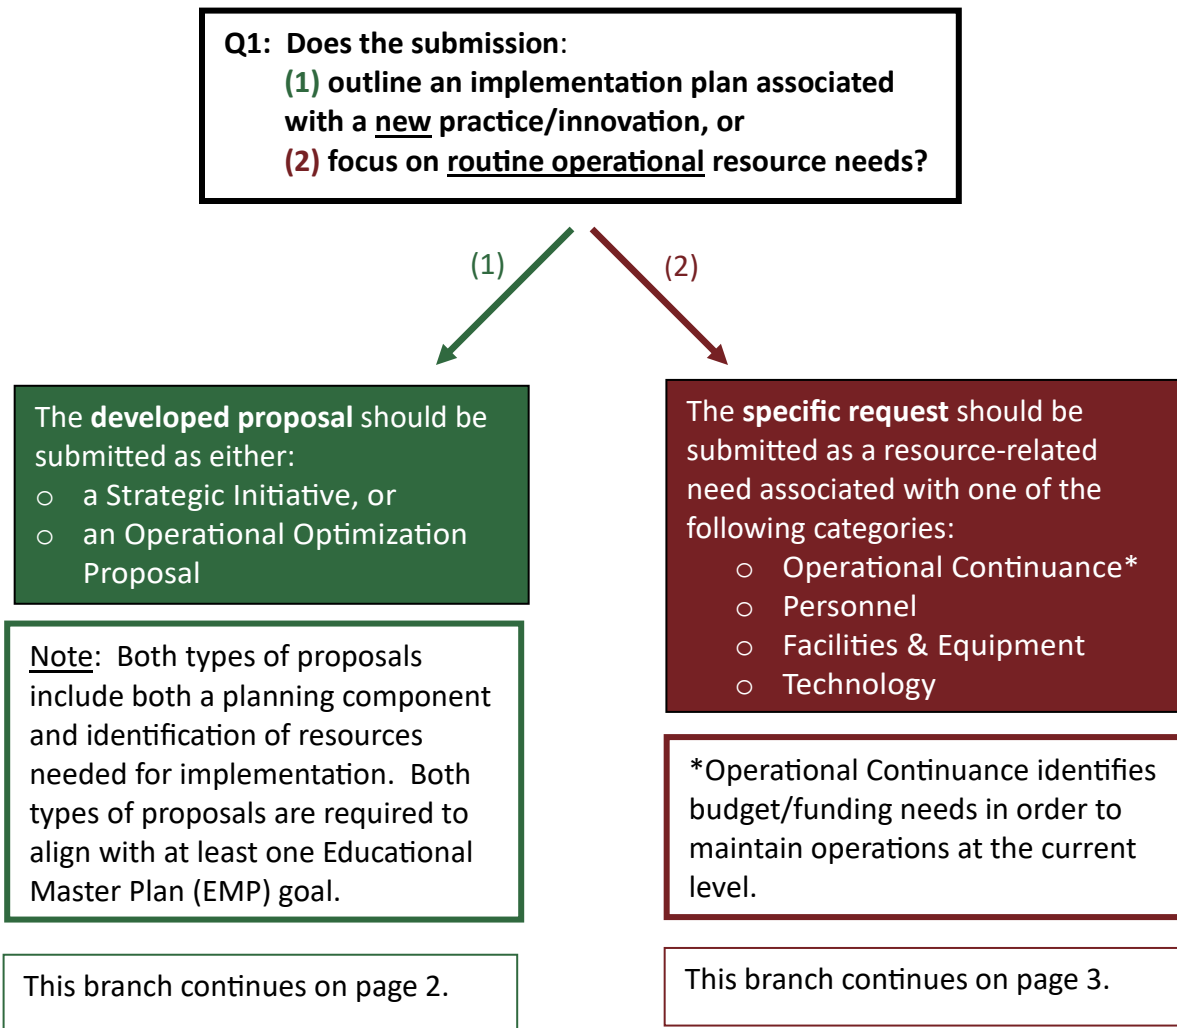 Q1: Does the submission:
(1) outline an implementation plan associated
with a new practice/innovation, or
(2) focus on routine operational resource needs?
(1)
(2)
The developed proposal should be
submitted as either:
o a Strategic Initiative, or
o an Operational Optimization
Proposal
Note: Both types of proposals
include both a planning component
and identification of resources
needed for implementation. Both
types of proposals are required to
align with at least one Educational
Master Plan (EMP) goal.
This branch continues on page 2.
The specific request should be
submitted as a resource-related
need associated with one of the
following categories:
o Operational Continuance*
o Personnel
o Facilities & Equipment
o Technology
*Operational Continuance identifies
budget/funding needs in order to
maintain operations at the current
level.
This branch continues on page 3.